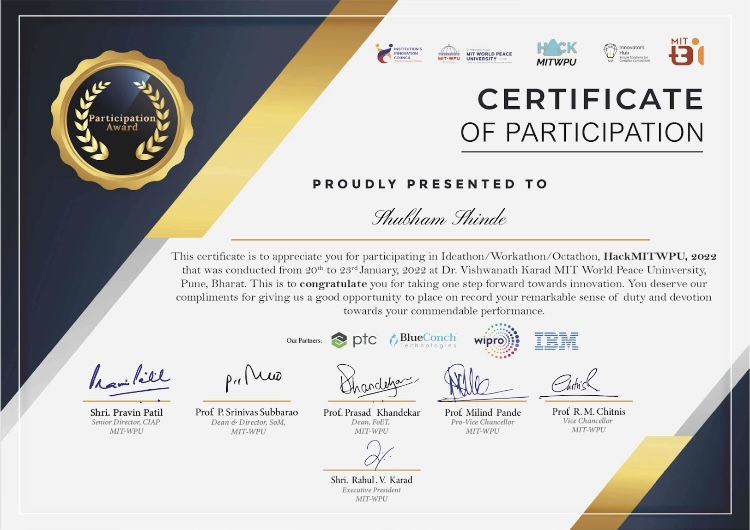 INSTITUTION'S
INNOVATION
COUNCIL
MIT-WPU
MIT WORLD PEACE
UNIVERSITY
HACK
MITWPU
Innovators
Hub
MIT
tBi
Participation
Award
CERTIFICATE
OF PARTICIPATION
PROUDLY PRESENTED TO
Shubham Shinde
This certificate is to appreciate you for participating in Ideathon/Workathon/Octathon, HackMITWPU, 2022
that was conducted from 20th to 23rd January, 2022 at Dr. Vishwanath Karad MIT World Peace Uninversity,
Pune, Bharat. This is to congratulate you for taking one step forward towards innovation. You deserve our
compliments for giving us a good opportunity to place on record your remarkable sense of duty and devotion
towards your commendable performance.
Our Partners:
ptc
BlueConch
Technologies
wipro
IBM
Shri. Pravin Patil
Senior Director, CIAP
MIT-WPU
Prof P. Srinivas Subbarao
Dean & Director, SoM,
MIT-WPU
Prof. Prasad Khandekar
Dean, FoET,
MIT-WPU
Prof. Milind Pande
Pro-Vice Chancellor
MIT-WPU
Prof R. M. Chitnis
Vice Chancellor
MIT-WPU
Shri. Rahul. V. Karad
Executive President
MIT-WPU